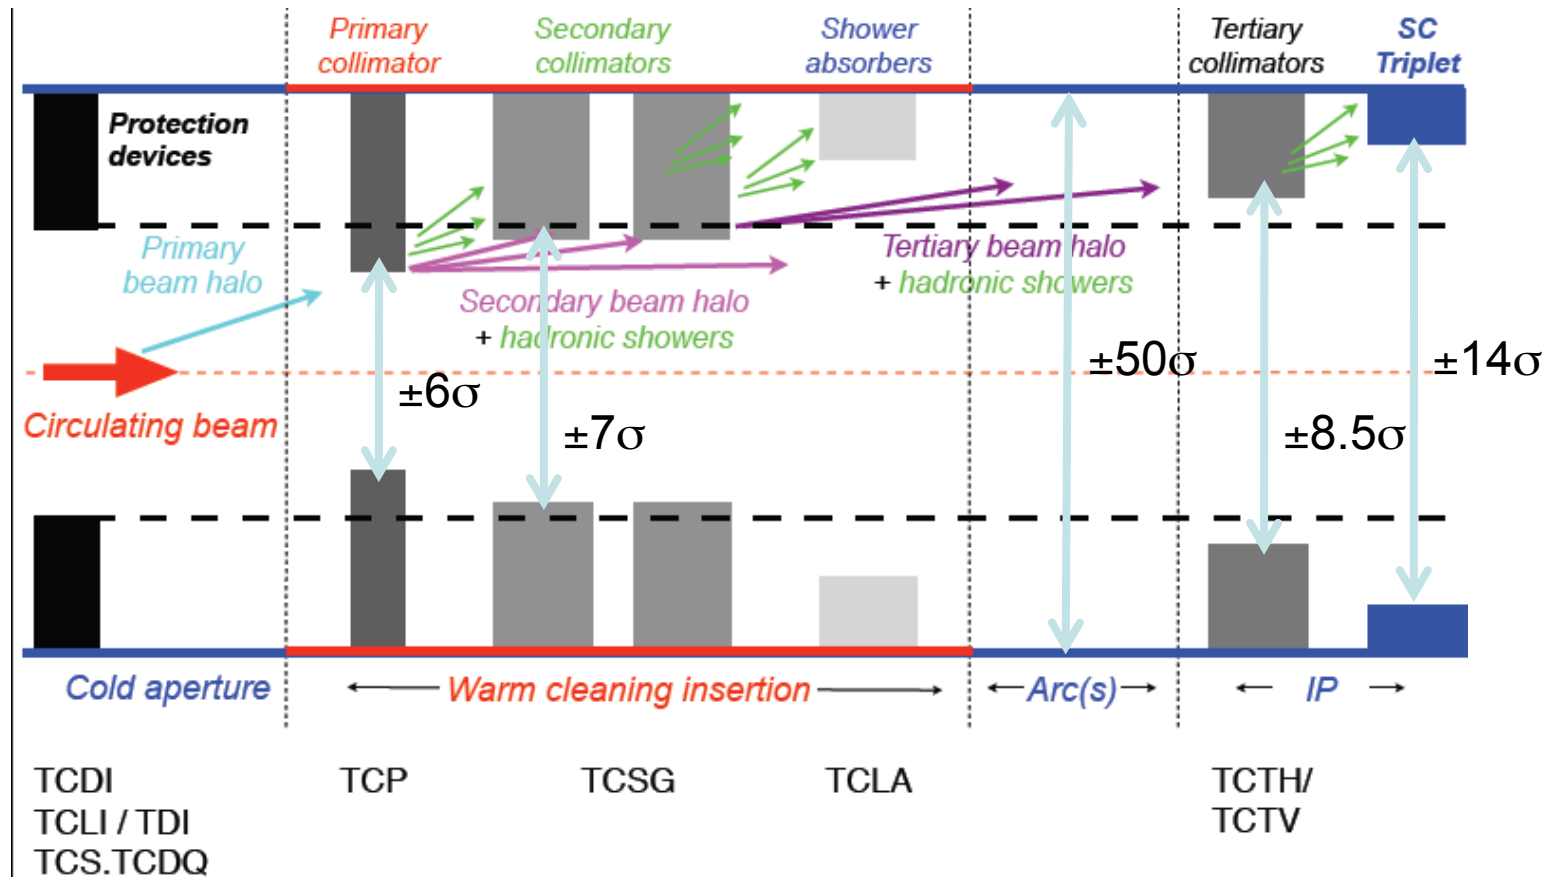 Primary
collimator
Secondary
collimators
Shower
absorbers
Tertiary
collimators
SC
Triplet
Protection
devices
Primary
beam halo
Tertiary beam halo
+ hadronic showers
Secondary beam halo
+ hadronic showers
±50σ
±14σ
±6σ
Circulating beam
±7σ
±8.5σ
Cold aperture
Warm cleaning insertion
Arc(s)
IP
TCDI
TCLI / TDI
TCS.TCDQ
TCP
TCSG
TCLA
TCTH/
TCTV